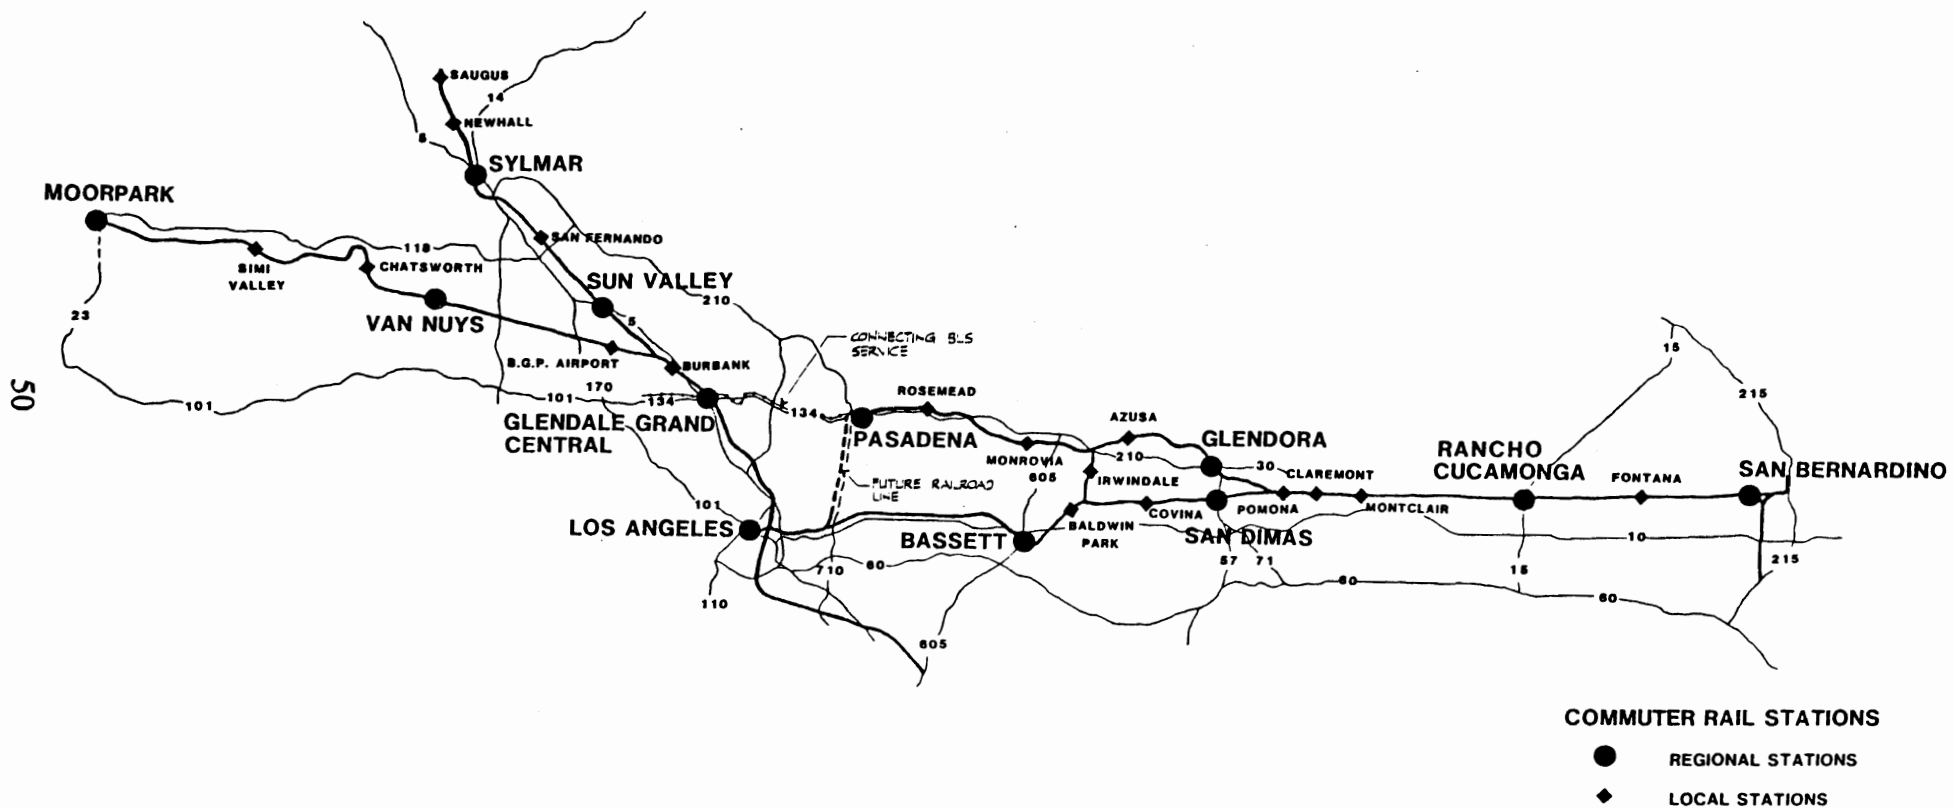 SAUGUS
14
NEWHALL
5
SYLMAR
MOORPARK
SAN FERNANDO
118
SIMI
VALLEY
CHATSWORTH
SUN VALLEY
210
23
VAN NUYS
5
CONNECTING BUS
SERVICE
B.G.P. AIRPORT
BURBANK
170
101
101
134
134
GLENDALE GRAND
CENTRAL
ROSEMEAD
PASADENA
AZUSA
GLENDORA
MONROVIA
605
210
30
IRWINDALE
CLAREMONT
FUTURE RAILROAD
LINE
RANCHO
CUCAMONGA
FONTANA
SAN BERNARDINO
15
215
101
LOS ANGELES
BASSETT
BALDWIN
PARK
COVINA
POMONA
MONTCLAIR
SAN DIMAS
10
710
60
57
71
60
15
60
215
110
605
50
COMMUTER RAIL STATIONS
REGIONAL STATIONS
LOCAL STATIONS